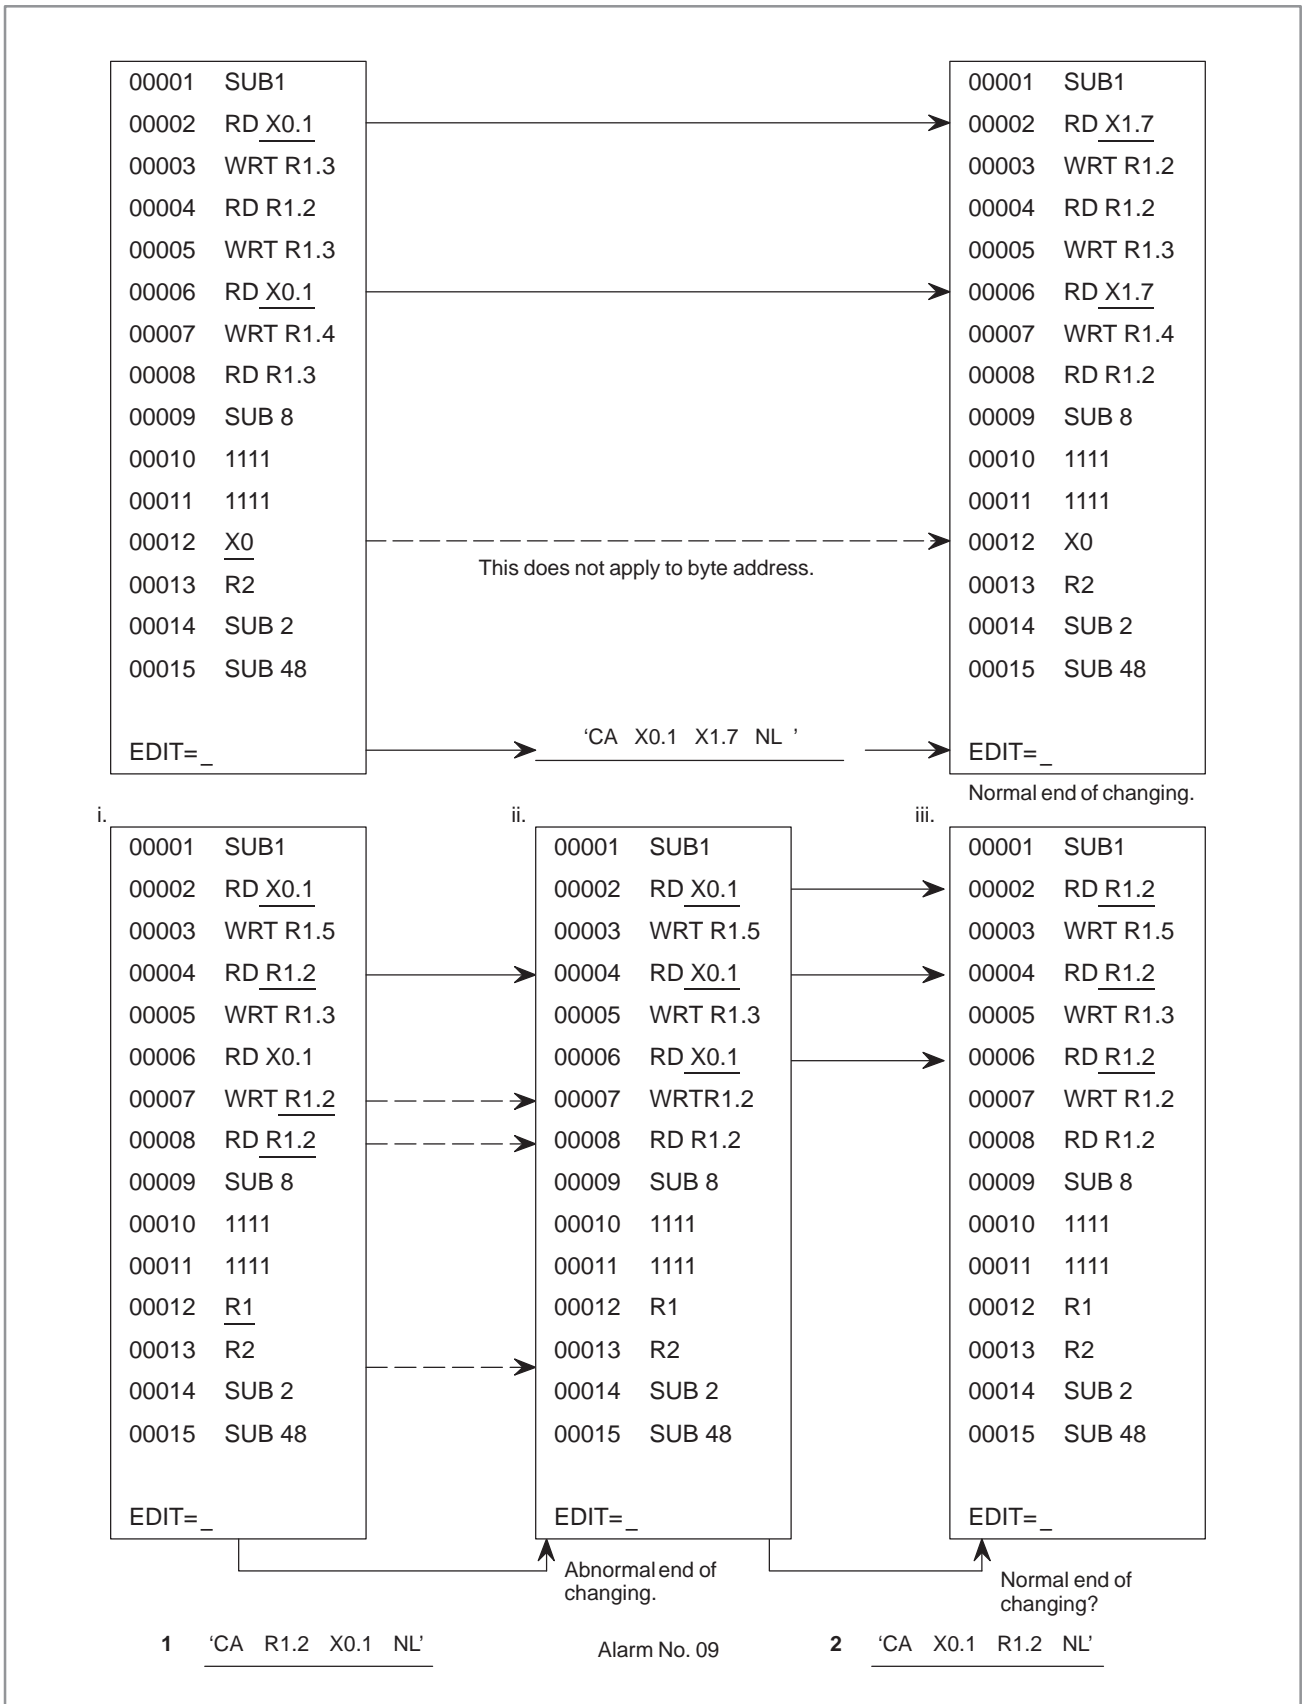 00001 SUB1
00002 RD X0.1
00003 WRT R1.3
00004 RD R1.2
00005 WRT R1.3
00006 RD X0.1
00007 WRT R1.4
00008 RD R1.3
00009 SUB 8
00010 1111
00011 1111
00012 X0
00013 R2
00014 SUB 2
00015 SUB 48
EDIT=_
This does not apply to byte address.
‘CA X0.1 X1.7 NL ’
00001 SUB1
00002 RD X1.7
00003 WRT R1.2
00004 RD R1.2
00005 WRT R1.3
00006 RD X1.7
00007 WRT R1.4
00008 RD R1.2
00009 SUB 8
00010 1111
00011 1111
00012 X0
00013 R2
00014 SUB 2
00015 SUB 48
EDIT=_
Normal end of changing.
i.
00001 SUB1
00002 RD X0.1
00003 WRT R1.5
00004 RD R1.2
00005 WRT R1.3
00006 RD X0.1
00007 WRT R1.2
00008 RD R1.2
00009 SUB 8
00010 1111
00011 1111
00012 R1
00013 R2
00014 SUB 2
00015 SUB 48
EDIT=_
ii.
00001 SUB1
00002 RD X0.1
00003 WRT R1.5
00004 RD X0.1
00005 WRT R1.3
00006 RD X0.1
00007 WRTR1.2
00008 RD R1.2
00009 SUB 8
00010 1111
00011 1111
00012 R1
00013 R2
00014 SUB 2
00015 SUB 48
EDIT=_
iii.
00001 SUB1
00002 RD R1.2
00003 WRT R1.5
00004 RD R1.2
00005 WRT R1.3
00006 RD R1.2
00007 WRT R1.2
00008 RD R1.2
00009 SUB 8
00010 1111
00011 1111
00012 R1
00013 R2
00014 SUB 2
00015 SUB 48
EDIT=_
Abnormal end of
changing.
Normal end of
changing?
1 ‘CA R1.2 X0.1 NL’
Alarm No. 09
2 ‘CA X0.1 R1.2 NL’